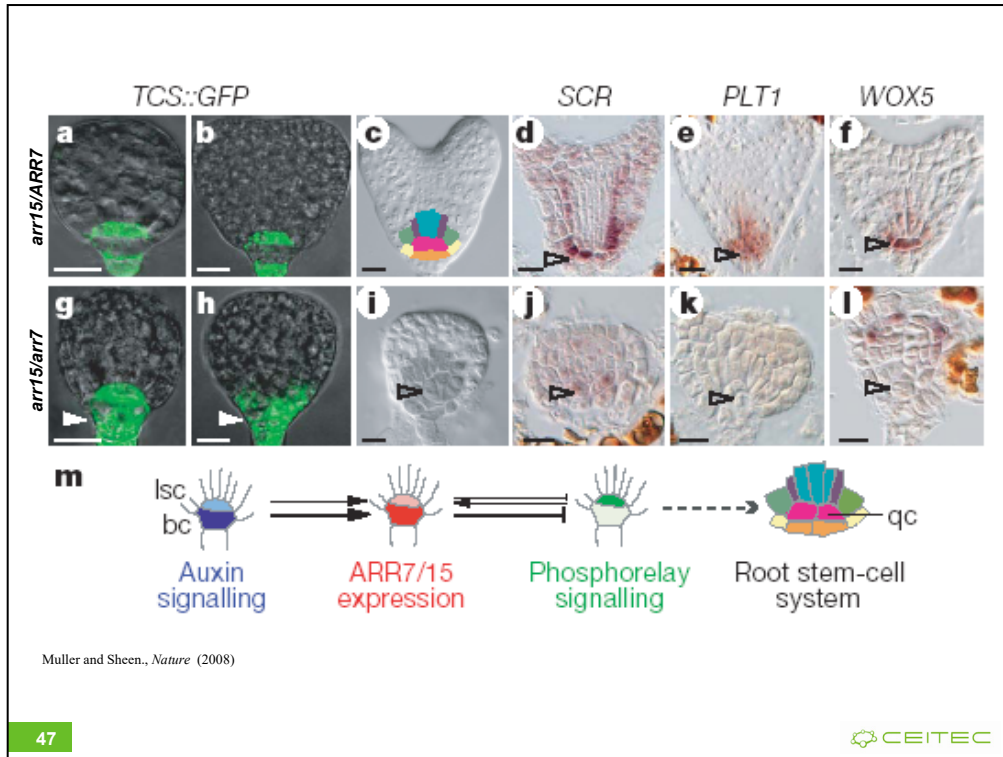 TCS::GFP SCR PLT1 WOX5
arr15/ARR7
a b c d e f
arr15/arr7
g h i j k l
m
lsc
bc
qc
Auxin signalling
ARR7/15 expression
Phosphorelay signalling
Root stem-cell system
Muller and Sheen., Nature (2008)
47
CEITEC